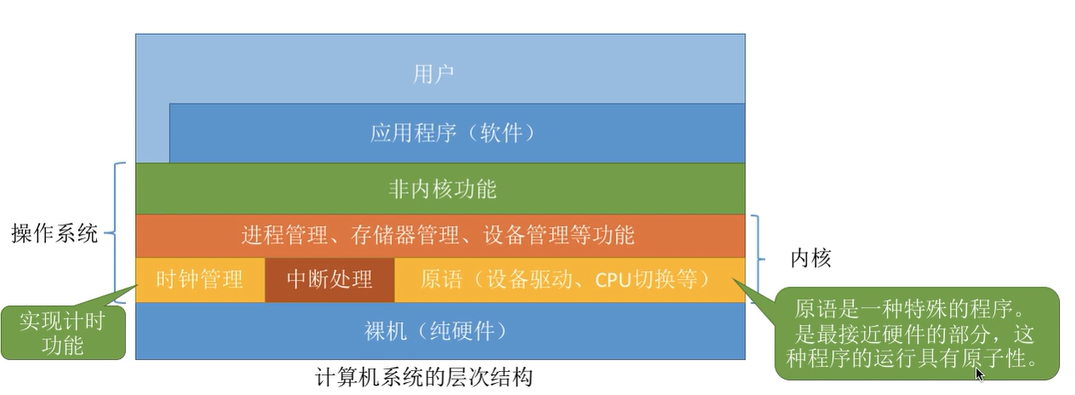 用户
应用程序（软件）
非内核功能
操作系统
进程管理、存储器管理、设备管理等功能
内核
时钟管理
中断处理
原语（设备驱动、CPU切换等）
实现计时
功能
裸机（纯硬件）
原语是一种特殊的程序。
是最接近硬件的部分，这
种程序的运行具有原子性。
计算机系统的层次结构